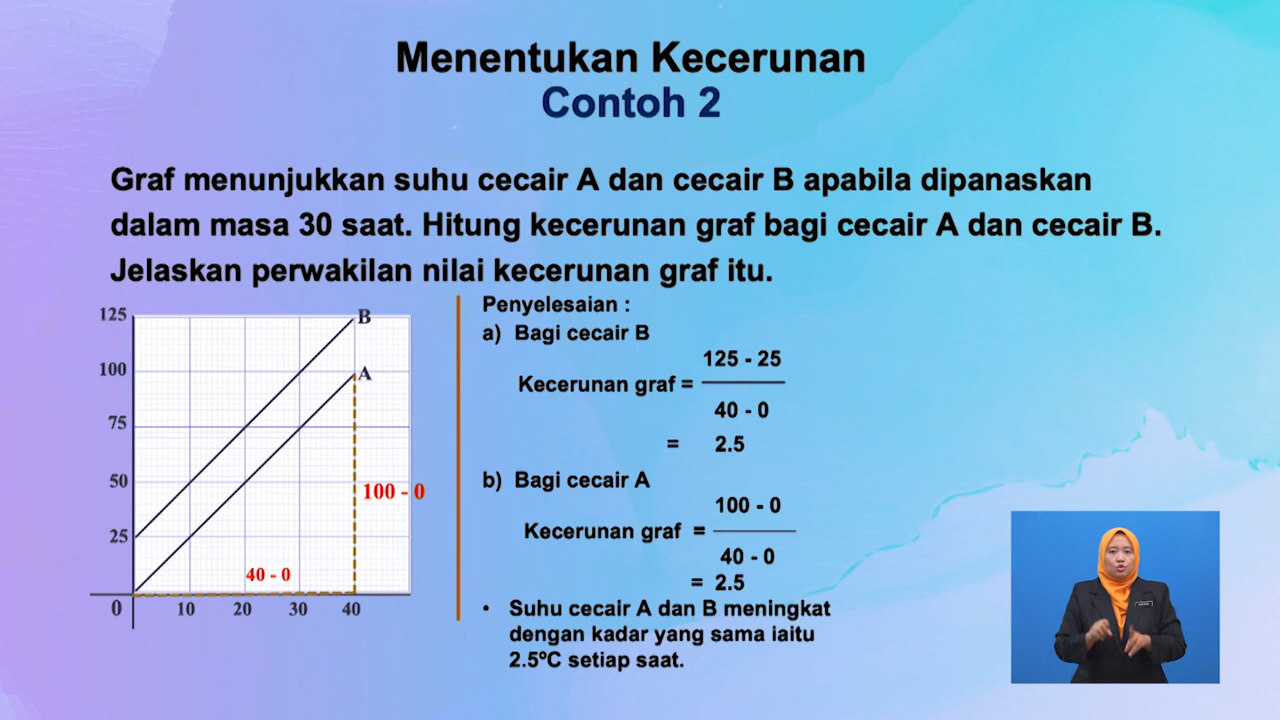 Menentukan Kecerunan
Contoh 2
Graf menunjukkan suhu cecair A dan cecair B apabila dipanaskan
dalam masa 30 saat. Hitung kecerunan graf bagi cecair A dan cecair B.
Jelaskan perwakilan nilai kecerunan graf itu.
125
100
75
50
25
0
10 20 30 40
B
A
100 - 0
40 - 0
Penyelesaian :
a) Bagi cecair B
Kecerunan graf = 125 - 25
40 - 0
= 2.5
b) Bagi cecair A
Kecerunan graf = 100 - 0
40 - 0
= 2.5
• Suhu cecair A dan B meningkat
dengan kadar yang sama iaitu
2.5ºC setiap saat.